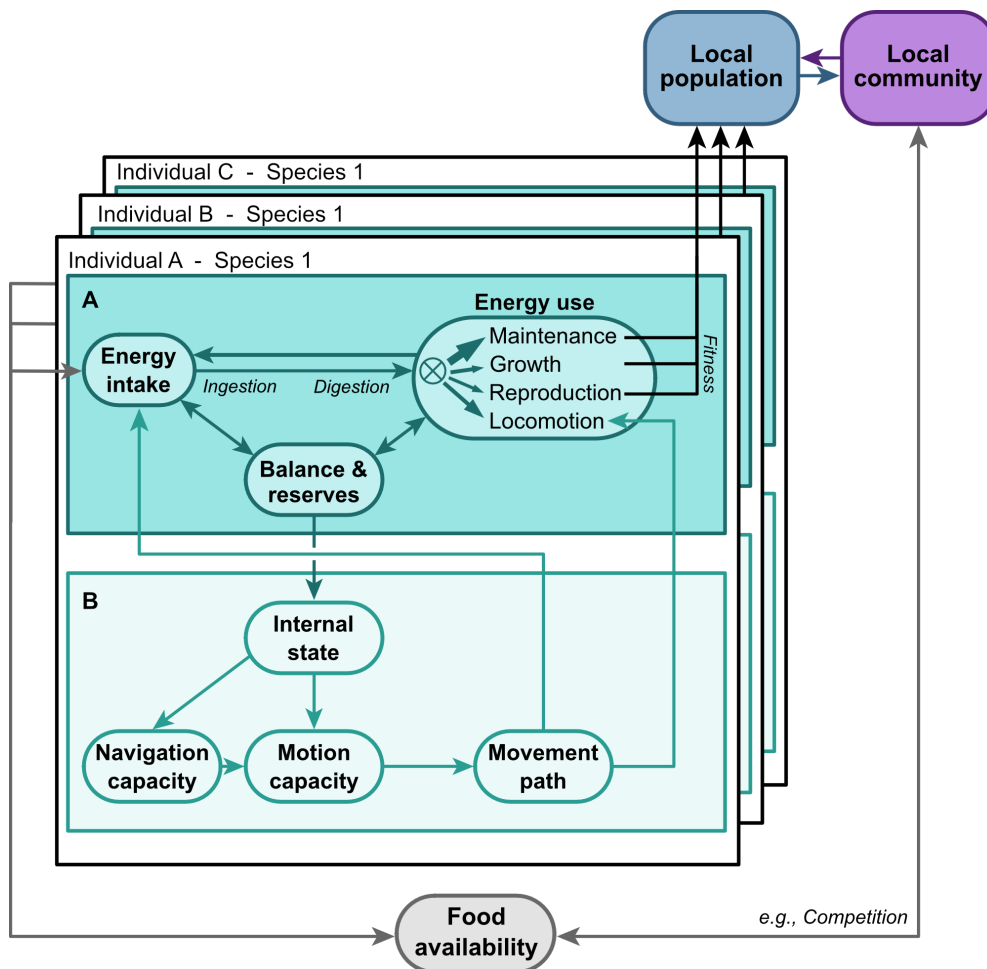 Local
population
Local
community
Individual C - Species 1
Individual B - Species 1
Individual A - Species 1
A
Energy use
Energy
intake
Ingestion
Digestion
Maintenance
Growth
Reproduction
Locomotion
Fitness
Balance &
reserves
B
Internal
state
Navigation
capacity
Motion
capacity
Movement
path
Food
availability
e.g., Competition